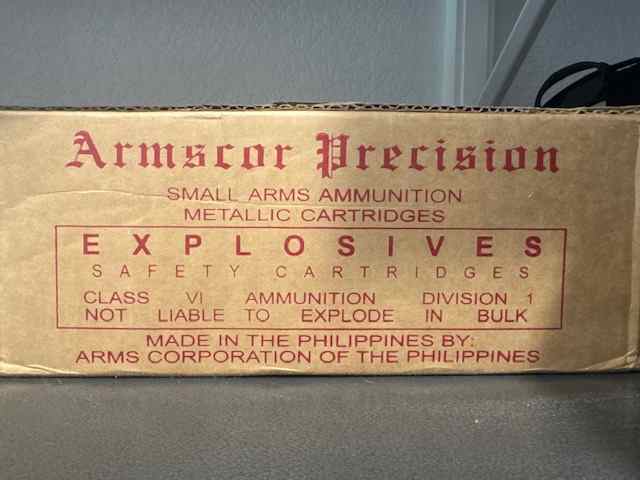 Armscor Precision
SMALL ARMS AMMUNITION
METALLIC CARTRIDGES
EXPLOSIVES
SAFETY CARTRIDGES
CLASS VI AMMUNITION DIVISION 1
NOT LIABLE TO EXPLODE IN BULK
MADE IN THE PHILIPPINES BY:
ARMS CORPORATION OF THE PHILIPPINES